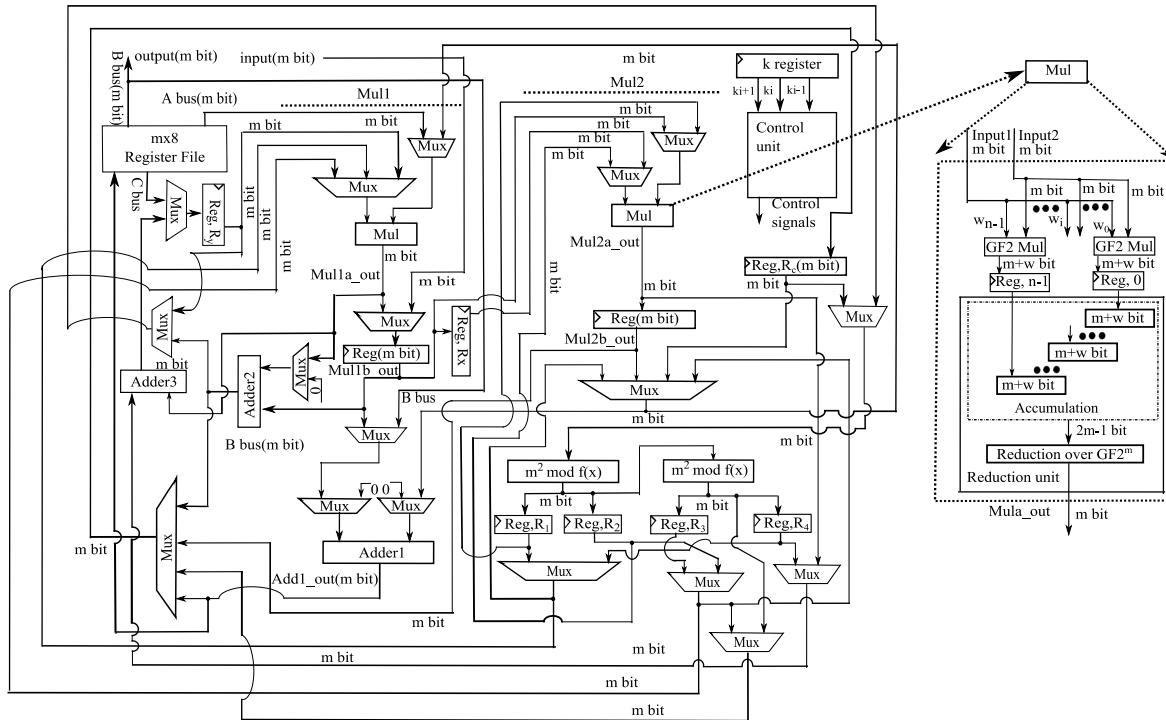 output(m bit)
input(m bit)
B bus(m bit)
A bus(m bit)
Mul1
m bit
m bit
mx8
Register File
C bus
Mux
Reg, Ry
m bit
m bit
m bit
Mux
Mux
Mul
m bit
Mul1a_out
Mux
Reg(m bit)
Mul1b_out
Reg, Rx
Mux
m bit
Adder3
Adder2
Mux
0
B bus
B bus(m bit)
Mux
0 0
Mux
Mux
Adder1
Add1_out(m bit)
Mux
m bit
m bit
Mul2
m bit
m bit
Mux
Mux
Mul
Mul2a_out
m bit
Reg(m bit)
Mul2b_out
Mux
m bit
k register
ki+1
ki
ki-1
Control
unit
Control
signals
Reg,Rc(m bit)
m bit
Mux
m bit
m² mod f(x)
m² mod f(x)
m bit
m bit
Reg,R1
Reg,R2
Reg,R3
Reg,R4
Mux
Mux
Mux
Mux
m bit
m bit
m bit
m bit
Mul
Input1
Input2
m bit
m bit
m bit
m bit
wn-1
wi
w0
GF2 Mul
GF2 Mul
m+w bit
m+w bit
Reg, n-1
Reg, 0
m+w bit
m+w bit
m+w bit
Accumulation
2m-1 bit
Reduction over GF2ᵐ
Reduction unit
Mula_out
m bit